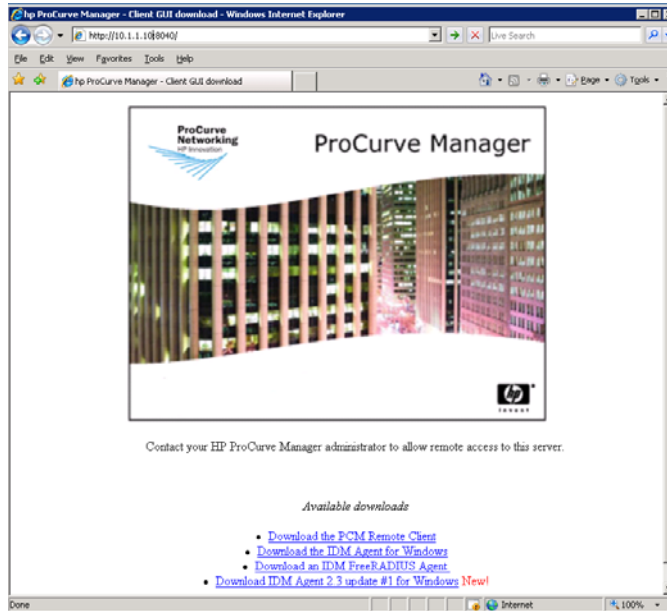 hp ProCurve Manager - Client GUI download - Windows Internet Explorer
http://10.1.1.10:8040/
Live Search
File Edit View Favorites Tools Help
hp ProCurve Manager - Client GUI download
Page Tools
ProCurve
Networking
HP Innovation
ProCurve Manager
hp
invent
Contact your HP ProCurve Manager administrator to allow remote access to this server.
Available downloads
Download the PCM Remote Client
Download the IDM Agent for Windows
Download an IDM FreeRADIUS Agent
Download IDM Agent 2.3 update #1 for Windows New!
Done Internet 100%